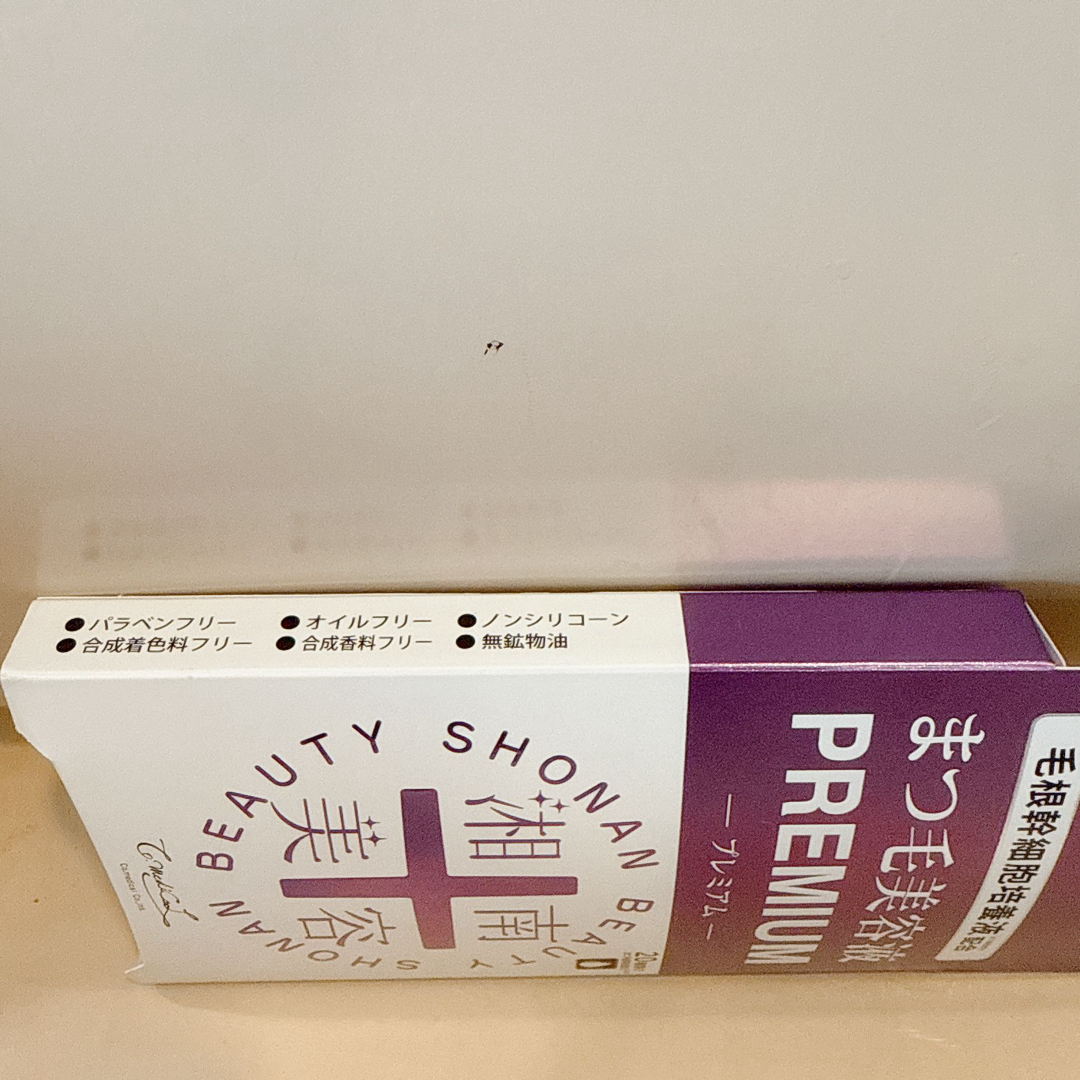 ●パラベンフリー ●オイルフリー ●ノンシリコーン
●合成着色料フリー ●合成香料フリー ●無鉱物油
毛根幹細胞培養液
配合
まつ毛美容液
PREMIUM
―プレミアム―
BEAUTY SHONAN BEAUTY SHONAN
湘南美容